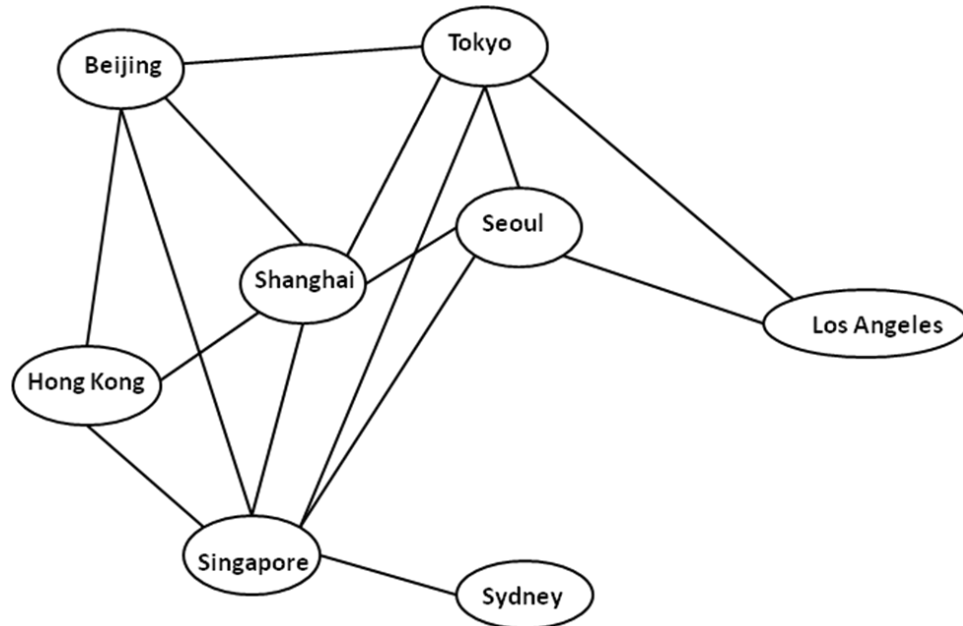 Tokyo
Beijing
Seoul
Shanghai
Los Angeles
Hong Kong
Singapore
Sydney